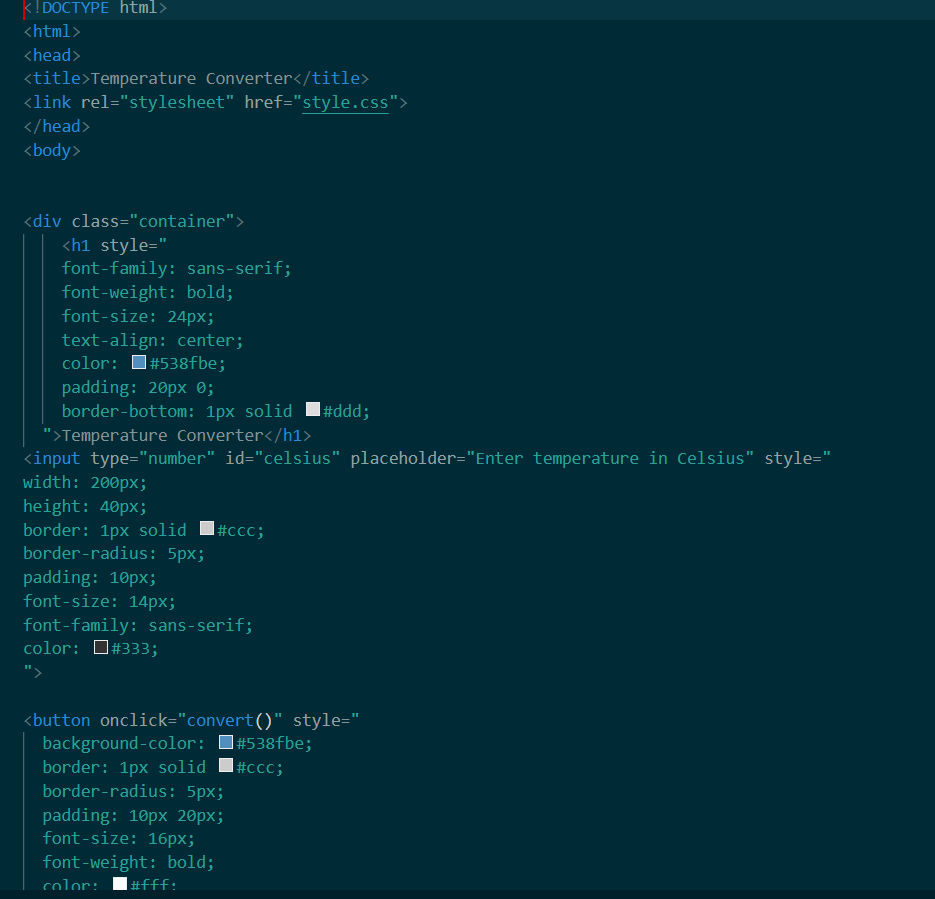 <!DOCTYPE html>
<html>
<head>
<title>Temperature Converter</title>
<link rel="stylesheet" href="style.css">
</head>
<body>
<div class="container">
<h1 style="
font-family: sans-serif;
font-weight: bold;
font-size: 24px;
text-align: center;
color: #538fbe;
padding: 20px 0;
border-bottom: 1px solid #ddd;
">Temperature Converter</h1>
<input type="number" id="celsius" placeholder="Enter temperature in Celsius" style="
width: 200px;
height: 40px;
border: 1px solid #ccc;
border-radius: 5px;
padding: 10px;
font-size: 14px;
font-family: sans-serif;
color: #333;
">
<button onclick="convert()" style="
background-color: #538fbe;
border: 1px solid #ccc;
border-radius: 5px;
padding: 10px 20px;
font-size: 16px;
font-weight: bold;
color: #fff;